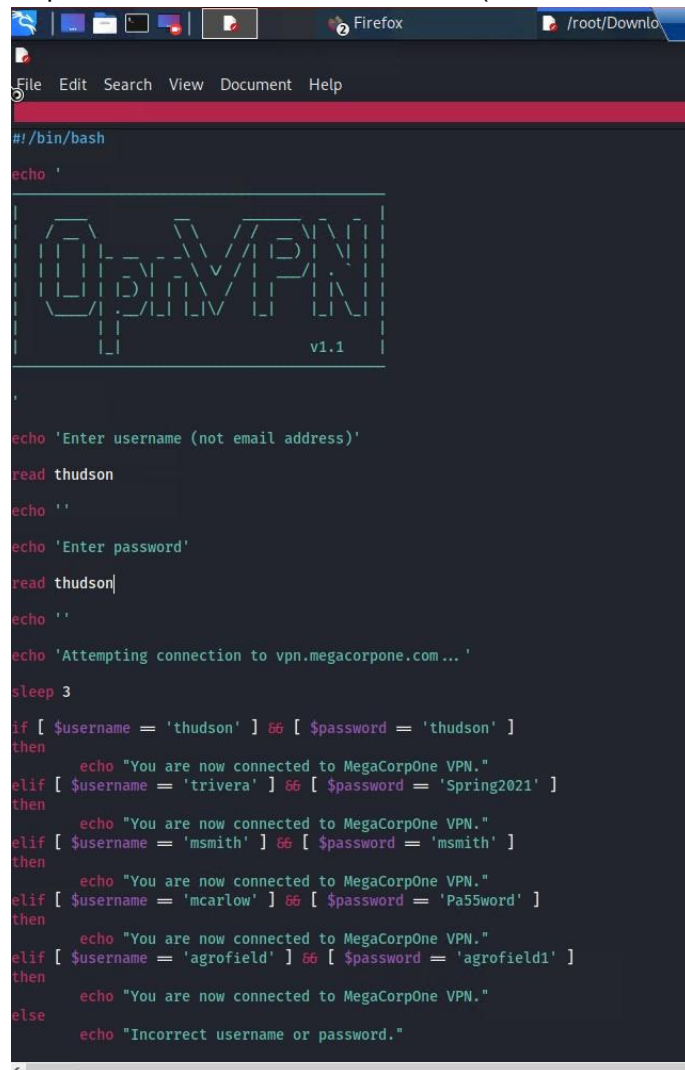 Firefox
/root/Downlo
File Edit Search View Document Help
#!/bin/bash
echo '
OpnVPN
v1.1
'
echo 'Enter username (not email address)'
read thudson
echo ''
echo 'Enter password'
read thudson
echo ''
echo 'Attempting connection to vpn.megacorpone.com...'
sleep 3
if [ $username == 'thudson' ] && [ $password == 'thudson' ]
then
echo "You are now connected to MegaCorpOne VPN."
elif [ $username == 'trivera' ] && [ $password == 'Spring2021' ]
then
echo "You are now connected to MegaCorpOne VPN."
elif [ $username == 'msmith' ] && [ $password == 'msmith' ]
then
echo "You are now connected to MegaCorpOne VPN."
elif [ $username == 'mcarlow' ] && [ $password == 'Pa55word' ]
then
echo "You are now connected to MegaCorpOne VPN."
elif [ $username == 'agrofield' ] && [ $password == 'agrofield1' ]
then
echo "You are now connected to MegaCorpOne VPN."
else
echo "Incorrect username or password."